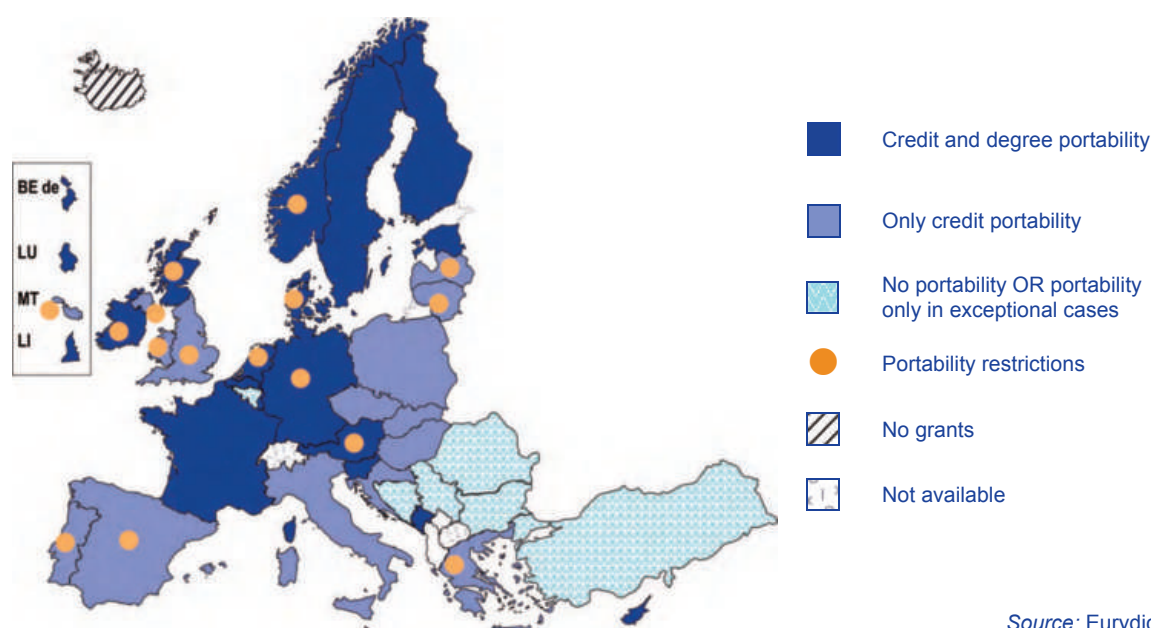 BE de
LU
MT
LI
Credit and degree portability
Only credit portability
No portability OR portability
only in exceptional cases
Portability restrictions
No grants
Not available
Source: Eurydic